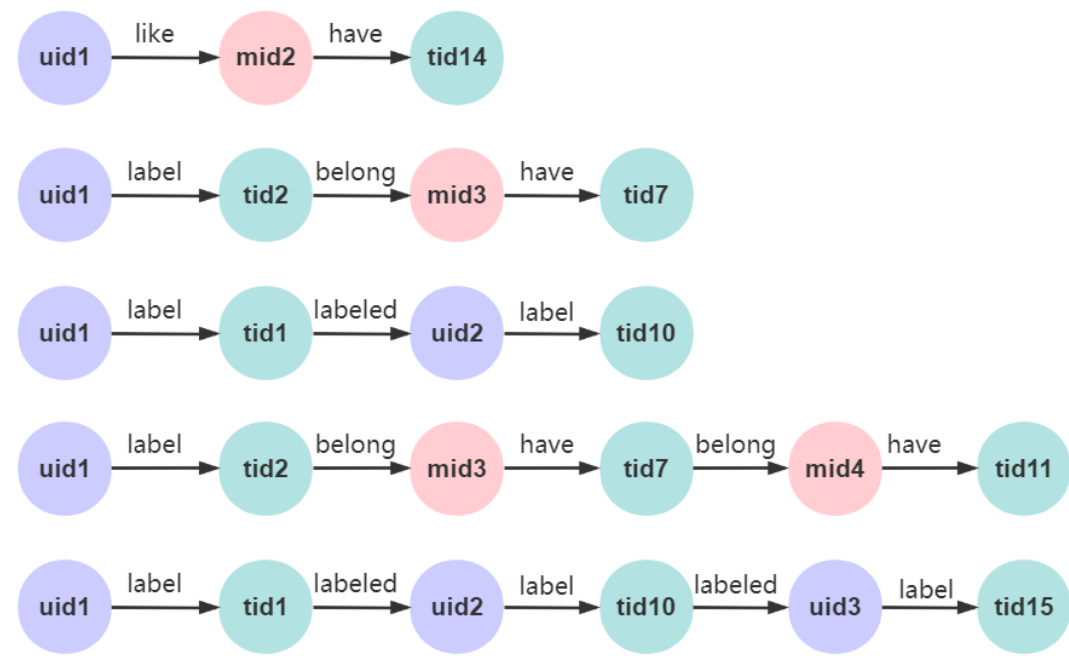 like have
uid1 mid2 tid14
label belong have
uid1 tid2 mid3 tid7
label labeled label
uid1 tid1 uid2 tid10
label belong have belong have
uid1 tid2 mid3 tid7 mid4 tid11
label labeled label labeled label
uid1 tid1 uid2 tid10 uid3 tid15